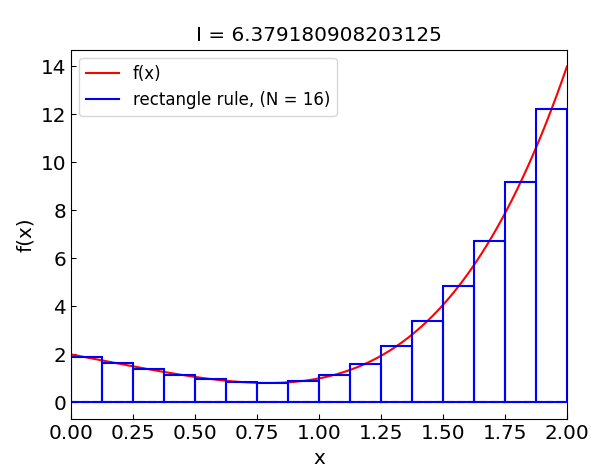 I = 6.379180908203125
f(x)
rectangle rule, (N = 16)
14
12
10
8
6
4
2
0
f(x)
0.00 0.25 0.50 0.75 1.00 1.25 1.50 1.75 2.00
x